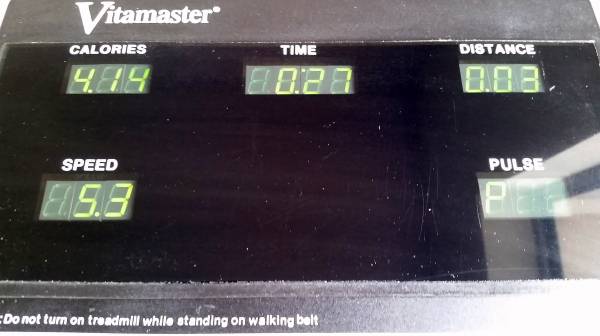 Vitamaster®
CALORIES TIME DISTANCE
4.14 0:27 0.03
SPEED PULSE
5.3 P
: Do not turn on treadmill while standing on walking belt